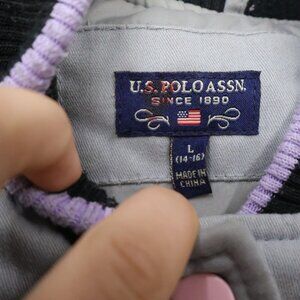 U.S. POLO ASSN.
SINCE 1890
L
(14-16)
MADE IN
CHINA